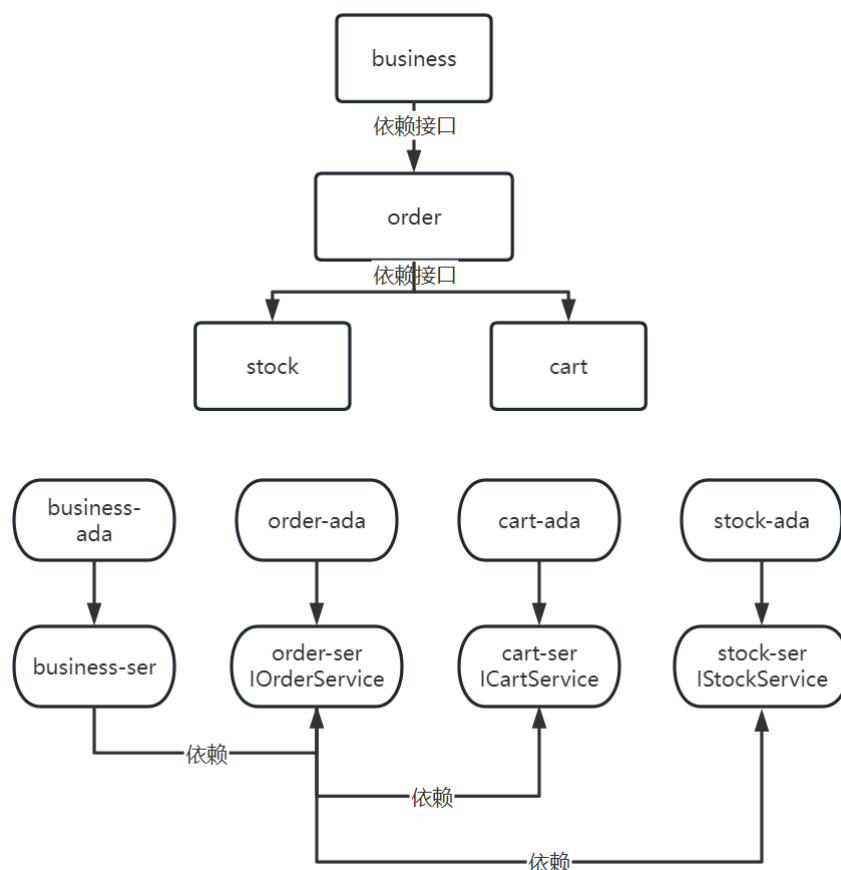 business
依赖接口
order
依赖接口
stock
cart
business-
ada
order-ada
cart-ada
stock-ada
business-ser
order-ser
IOrderService
cart-ser
ICartService
stock-ser
IStockService
依赖
依赖
依赖